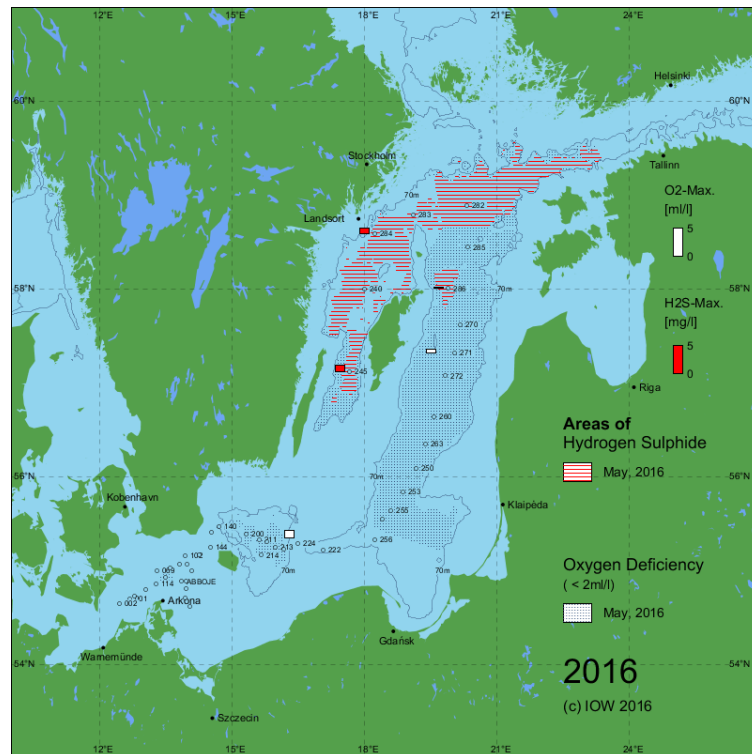 12°E 15°E 18°E 21°E 24°E
60°N 60°N
Helsinki
Stockholm
Tallinn
Landsort
70m
282
283
284
285
58°N 58°N
240
286
70m
270
271
245
272
Riga
260
263
250
56°N 56°N
70m
253
255
256
Kobenhavn
Klaipèda
140
200
211
213
224
222
144
214
70m
102
069
114
ABBOJE
001
002
Arkona
Gdańsk
Warnemünde
54°N 54°N
Szczecin
12°E 15°E 18°E 21°E 24°E
O2-Max.
[ml/l]
5
0
H2S-Max.
[mg/l]
5
0
Areas of
Hydrogen Sulphide
May, 2016
Oxygen Deficiency
( < 2ml/l )
May, 2016
2016
(c) IOW 2016